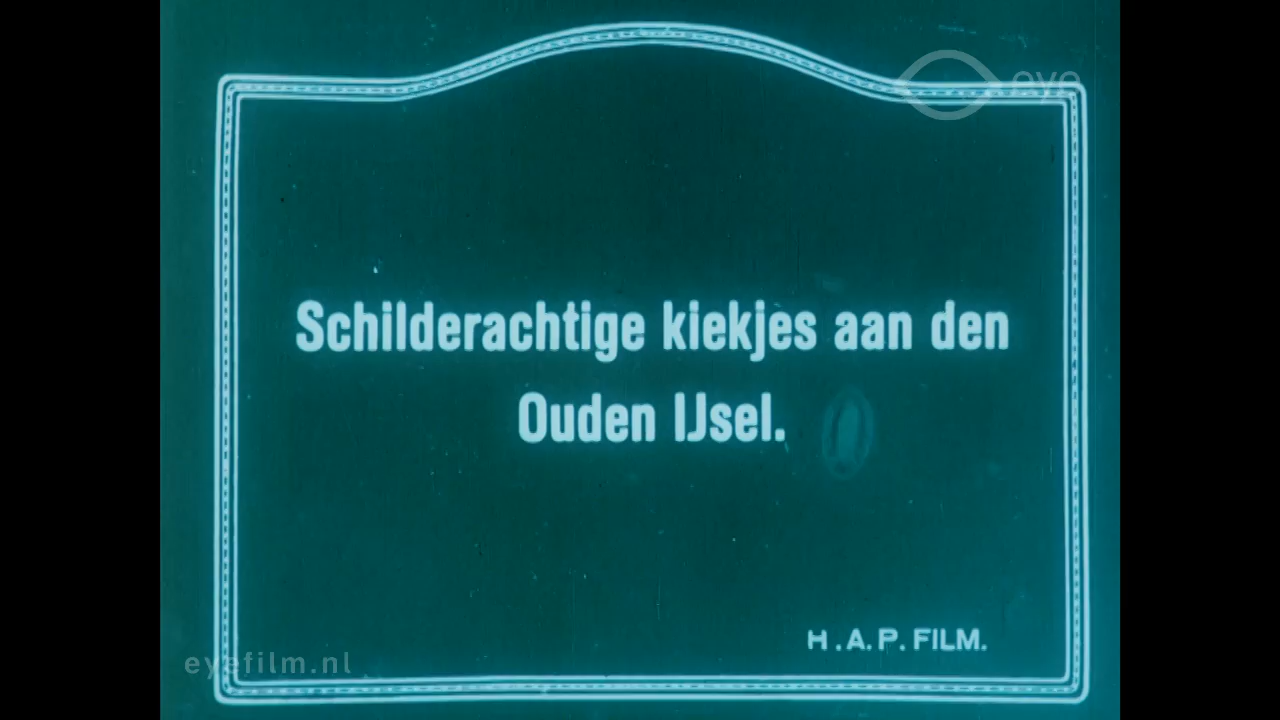 eye
Schilderachtige kiekjes aan den
Ouden IJsel.
H.A.P. FILM.
eyefilm.nl